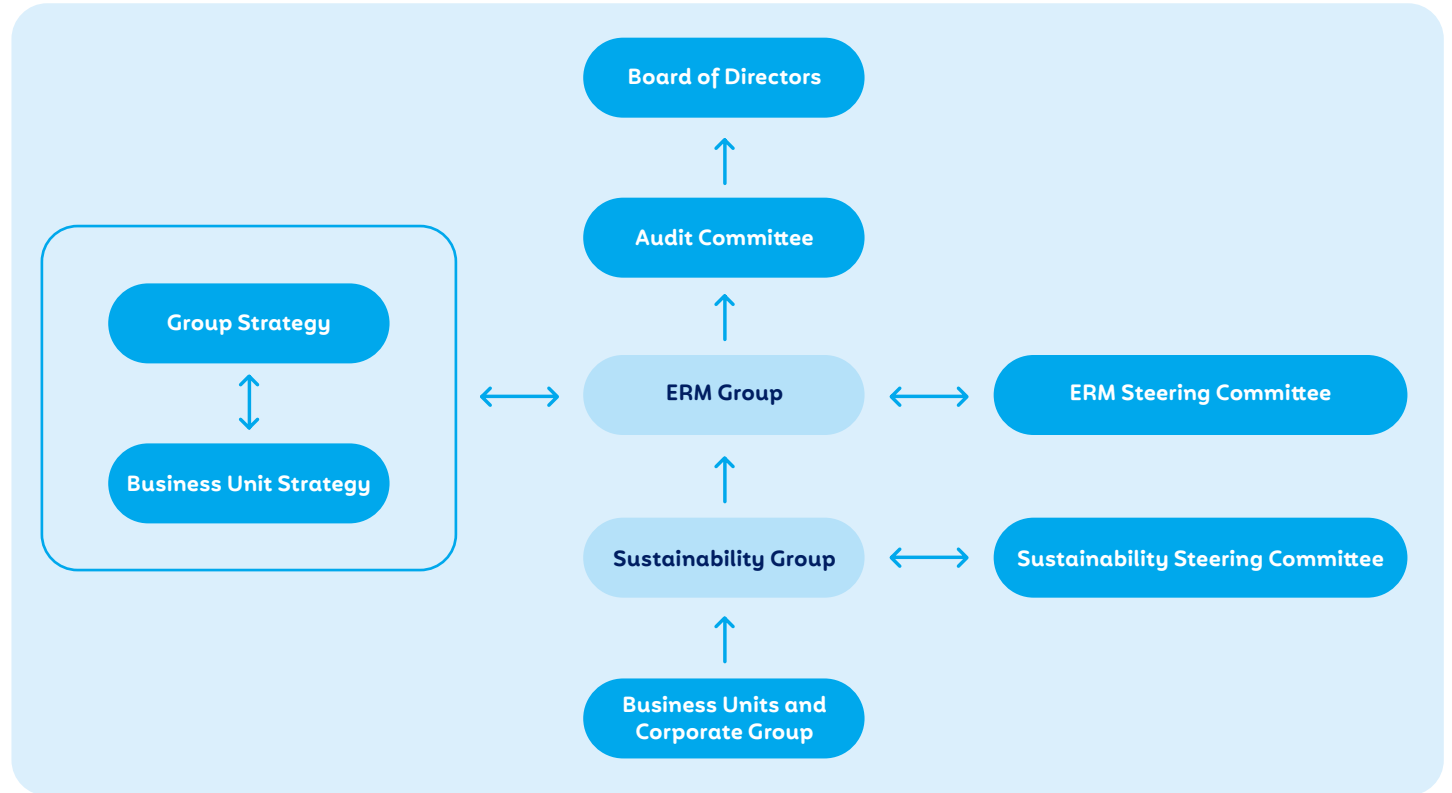 Board of Directors
Audit Committee
Group Strategy
Business Unit Strategy
ERM Group
ERM Steering Committee
Sustainability Group
Sustainability Steering Committee
Business Units and
Corporate Group